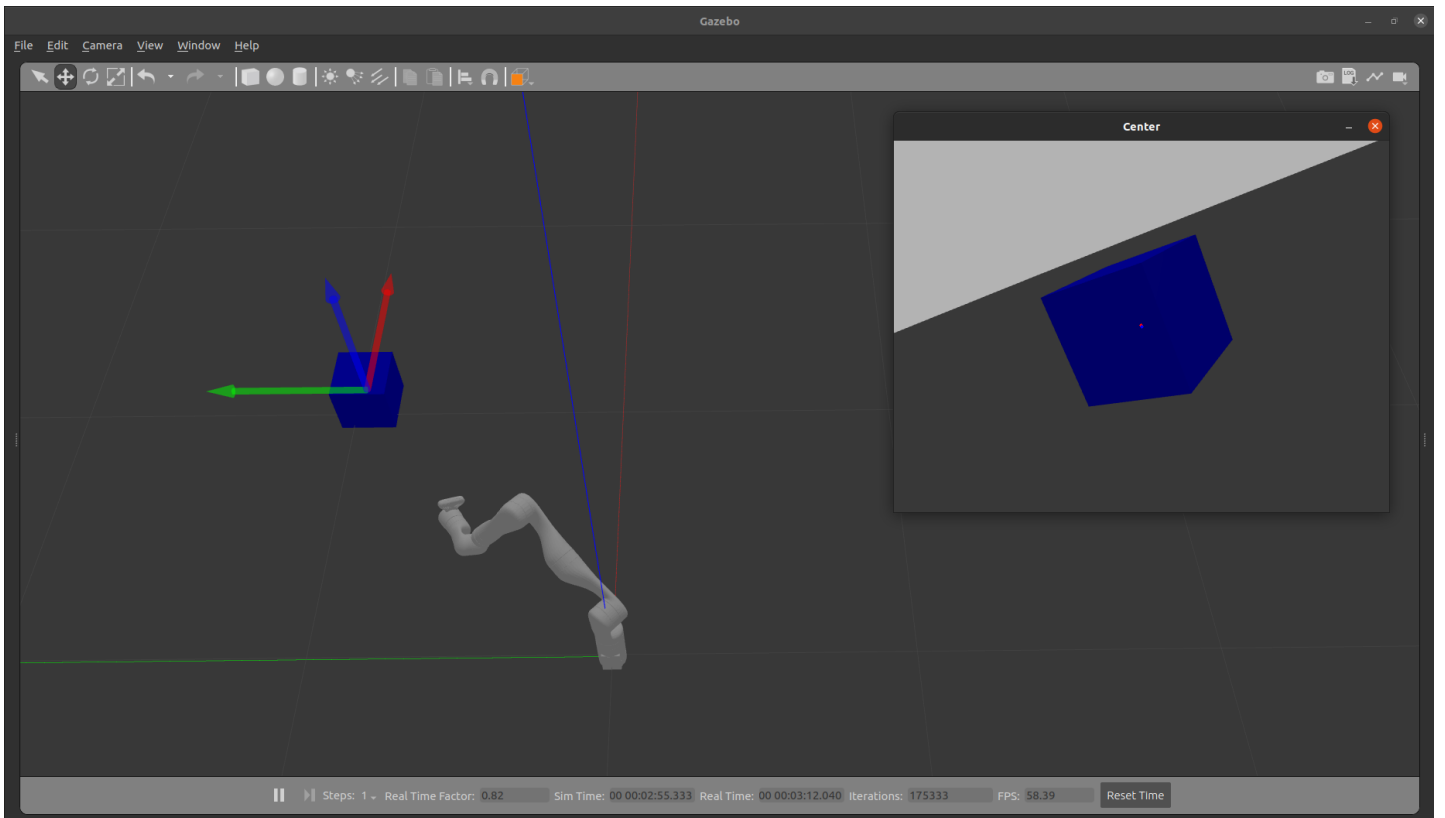 Gazebo
File Edit Camera View Window Help
LOG
Center
Steps: 1 Real Time Factor: 0.82 Sim Time: 00 00:02:55.333 Real Time: 00 00:03:12.040 Iterations: 175333 FPS: 58.39 Reset Time